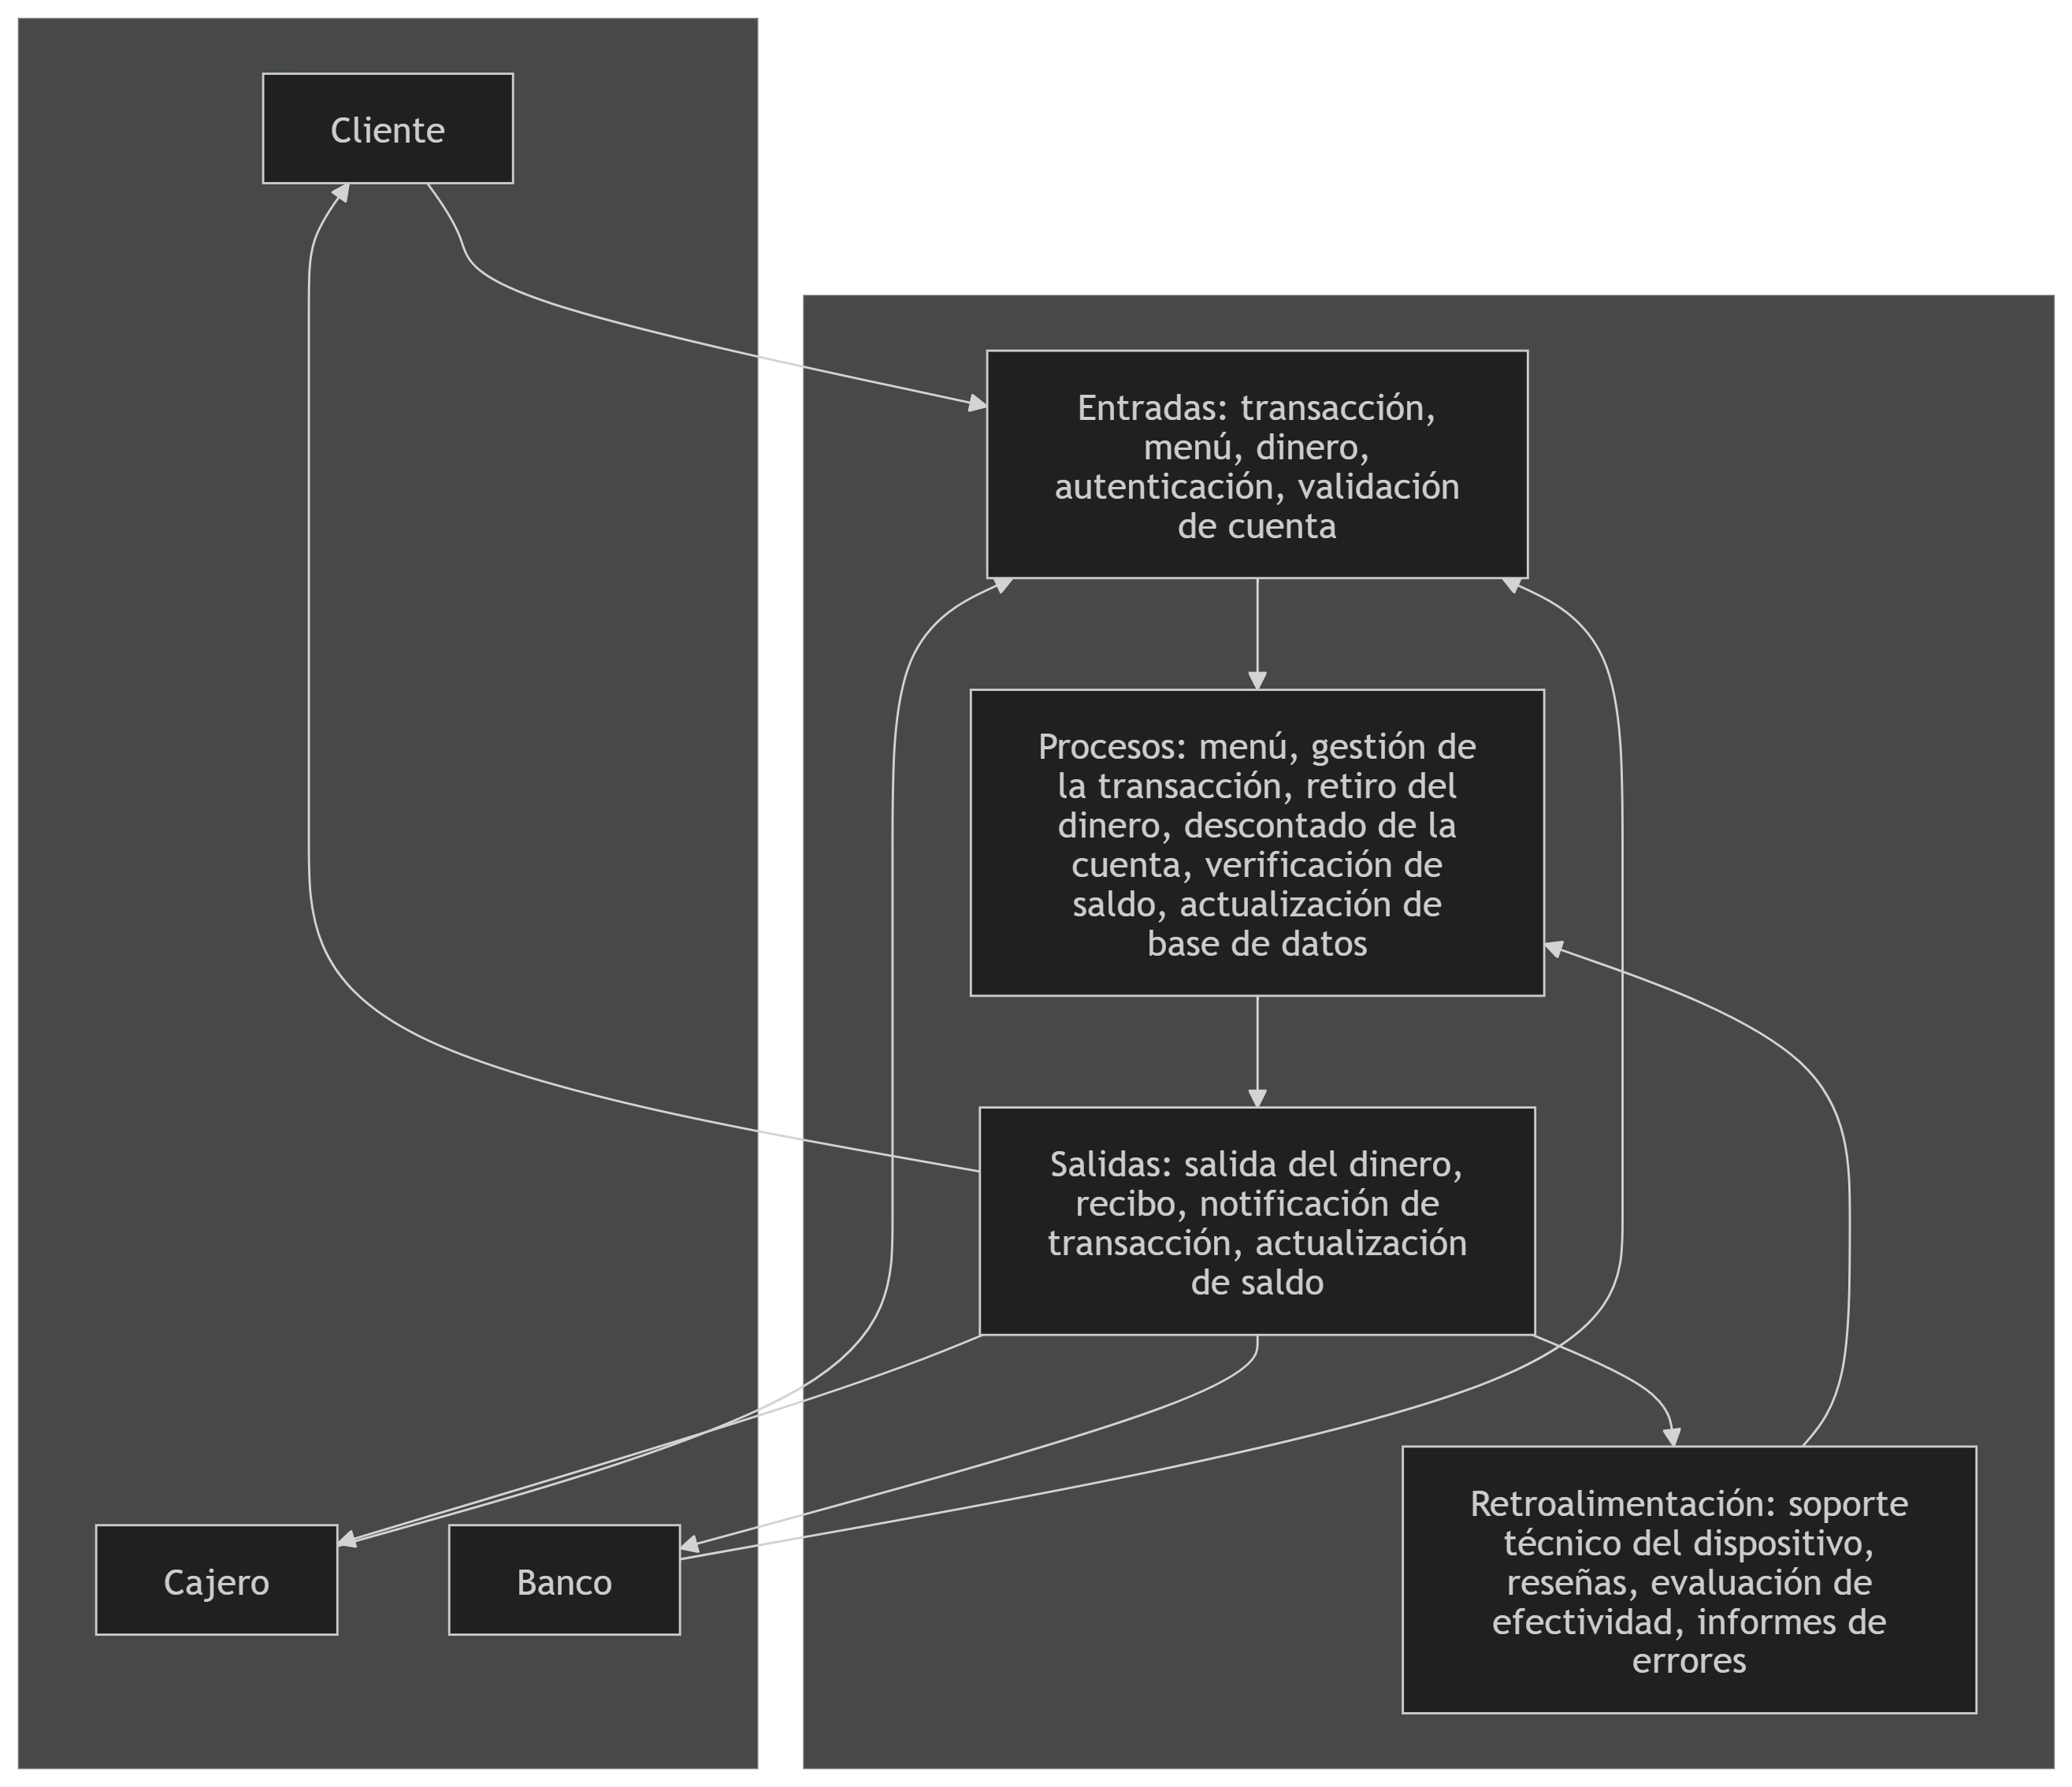 Cliente
Entradas: transacción,
menú, dinero,
autenticación, validación
de cuenta
Procesos: menú, gestión de
la transacción, retiro del
dinero, descontado de la
cuenta, verificación de
saldo, actualización de
base de datos
Salidas: salida del dinero,
recibo, notificación de
transacción, actualización
de saldo
Cajero
Banco
Retroalimentación: soporte
técnico del dispositivo,
reseñas, evaluación de
efectividad, informes de
errores